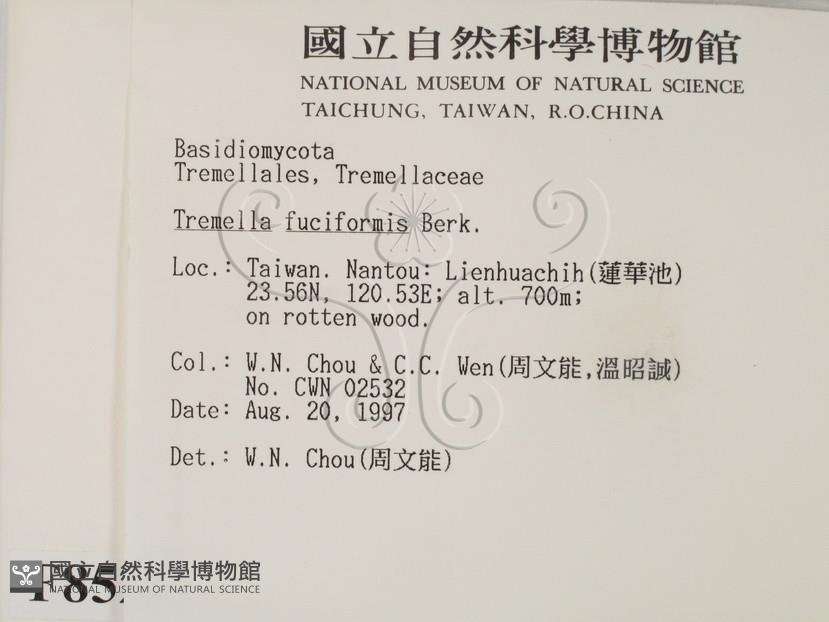 國立自然科學博物館
NATIONAL MUSEUM OF NATURAL SCIENCE
TAICHUNG, TAIWAN, R.O.CHINA
Basidiomycota
Tremellales, Tremellaceae
Tremella fuciformis Berk.
Loc.: Taiwan. Nantou: Lienhuachih(蓮華池)
23.56N, 120.53E; alt. 700m;
on rotten wood.
Col.: W.N. Chou & C.C. Wen(周文能,溫昭誠)
No. CWN 02532
Date: Aug. 20, 1997
Det.: W.N. Chou(周文能)
國立自然科學博物館
NATIONAL MUSEUM OF NATURAL SCIENCE